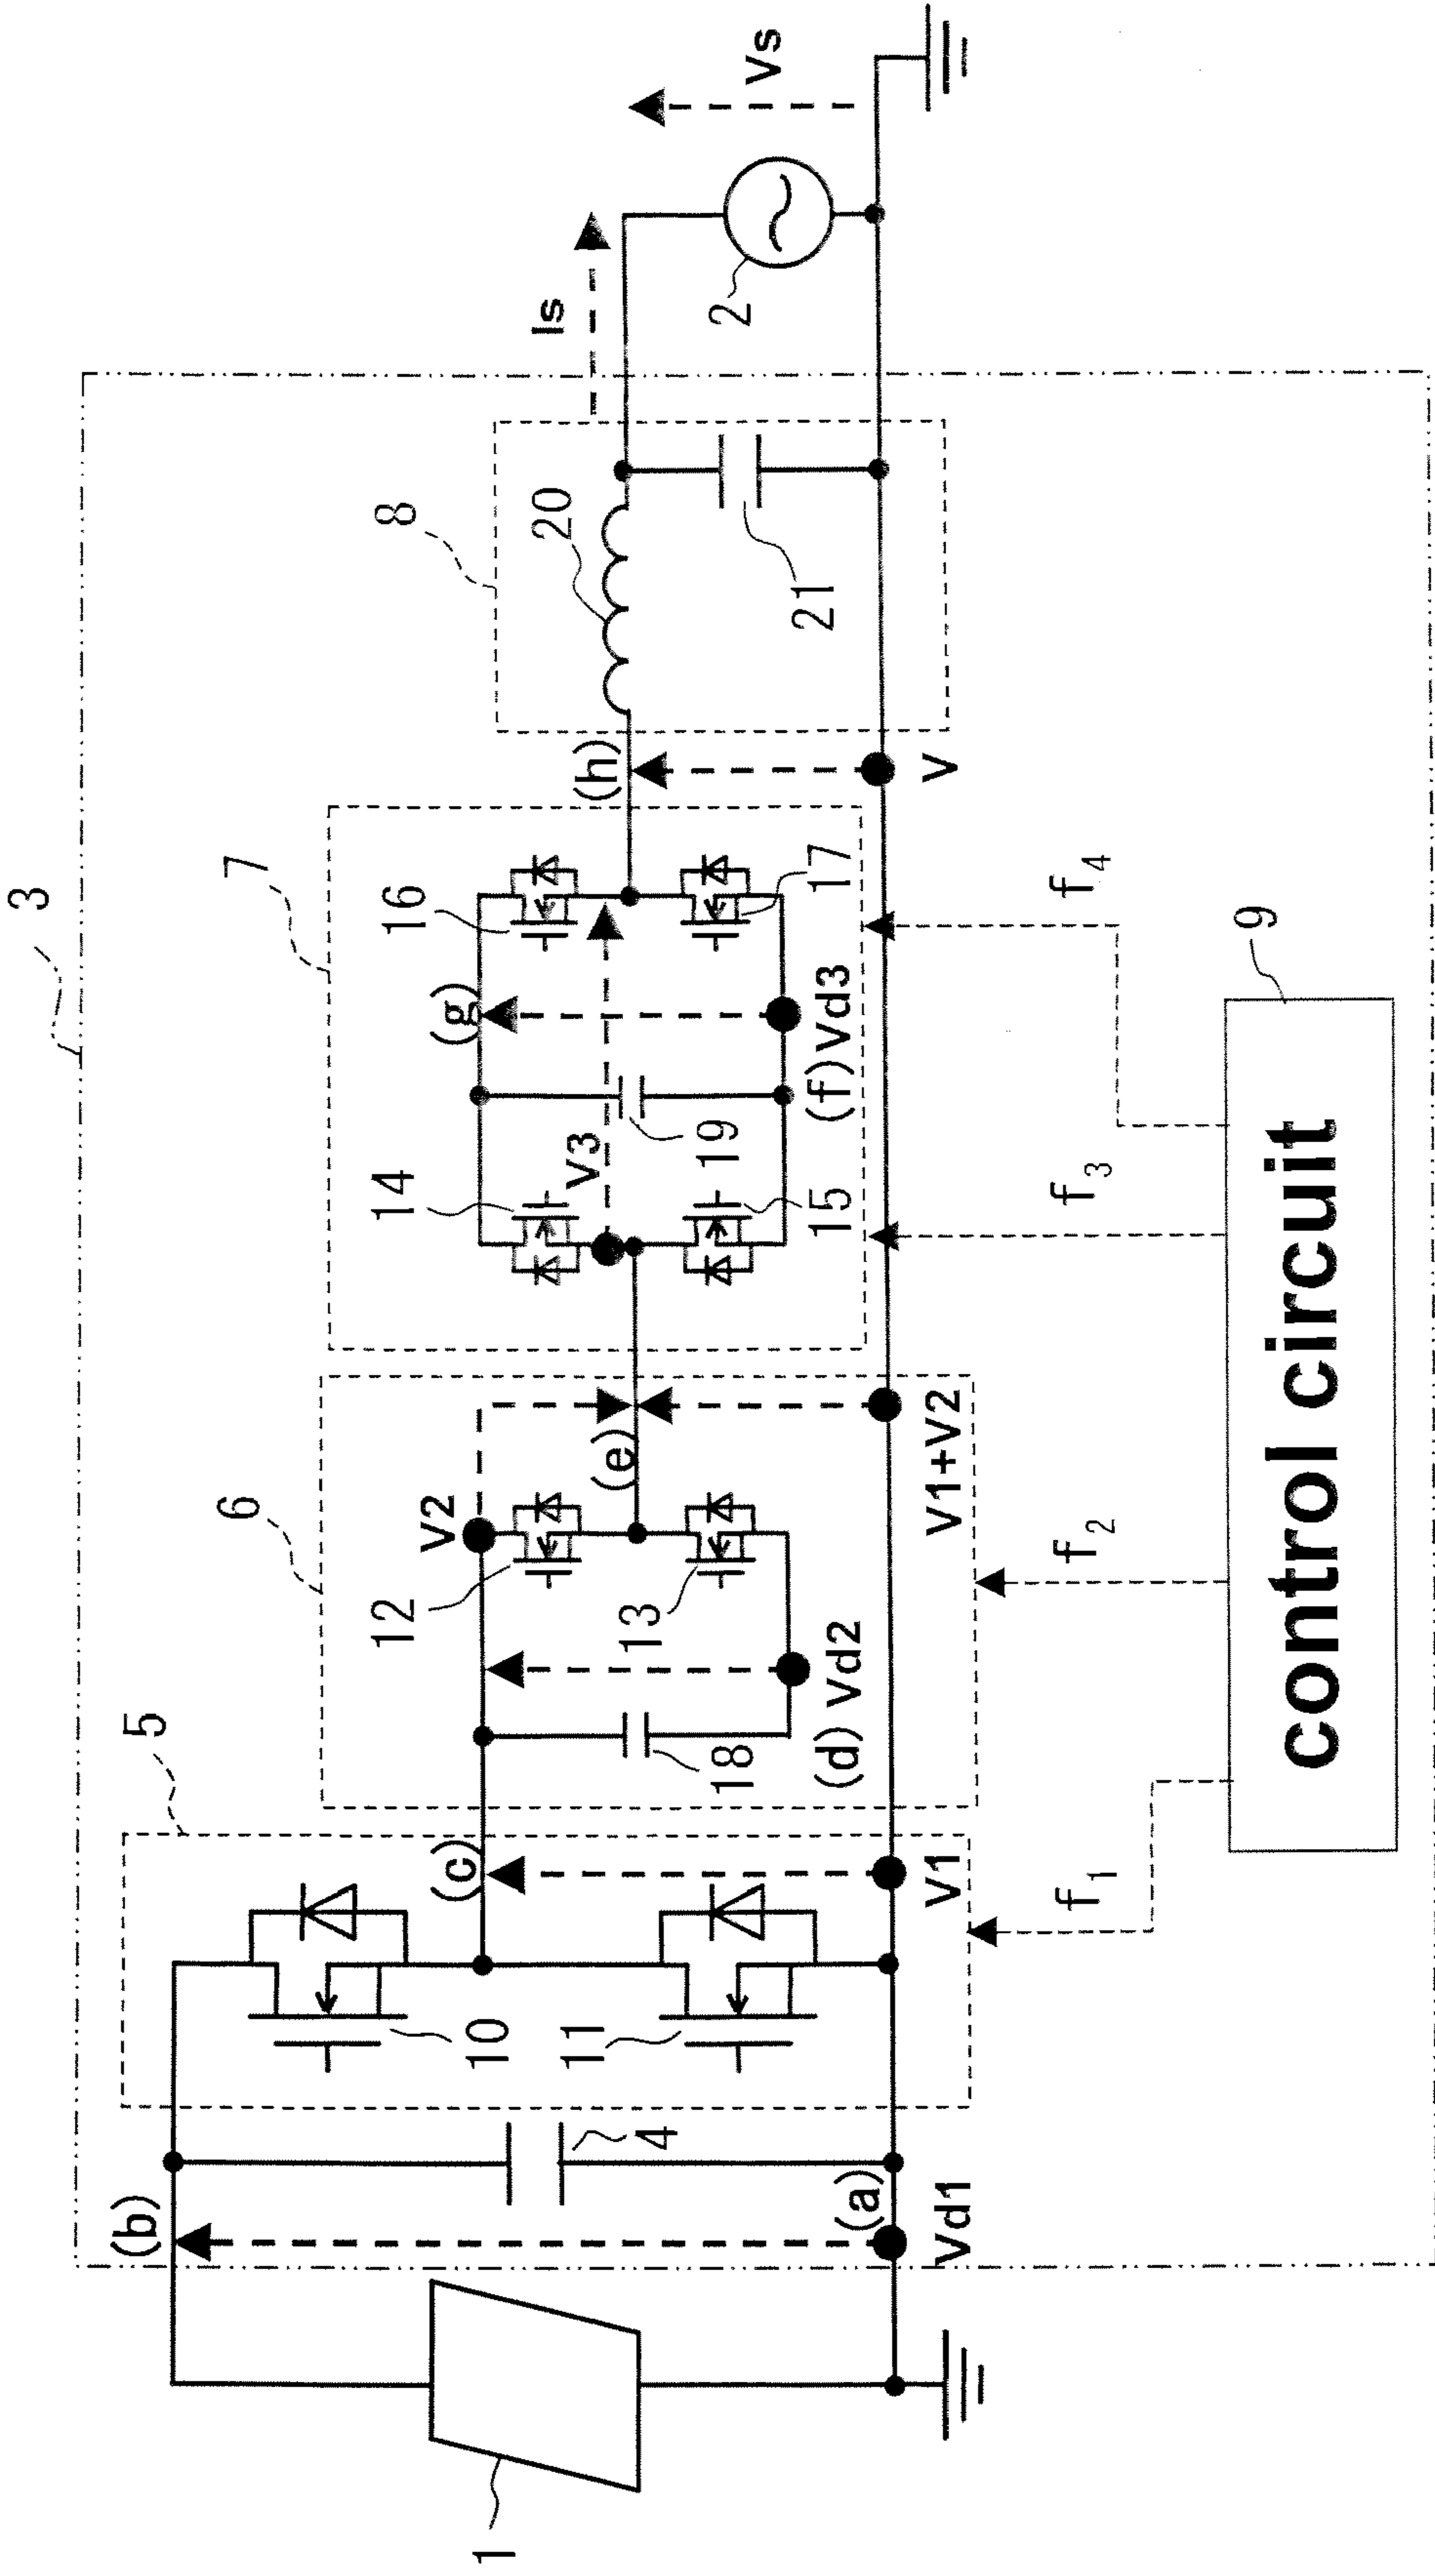 3
5
6
7
8
(b)
10
(c)
V2
12
(e)
14
V3
(g)
16
(h)
20
Is
Vs
1
4
11
18
13
19
15
17
21
2
(a)
Vd1
V1
(d) Vd2
V1+V2
(f) Vd3
V
f1
f2
f3
f4
9
control circuit